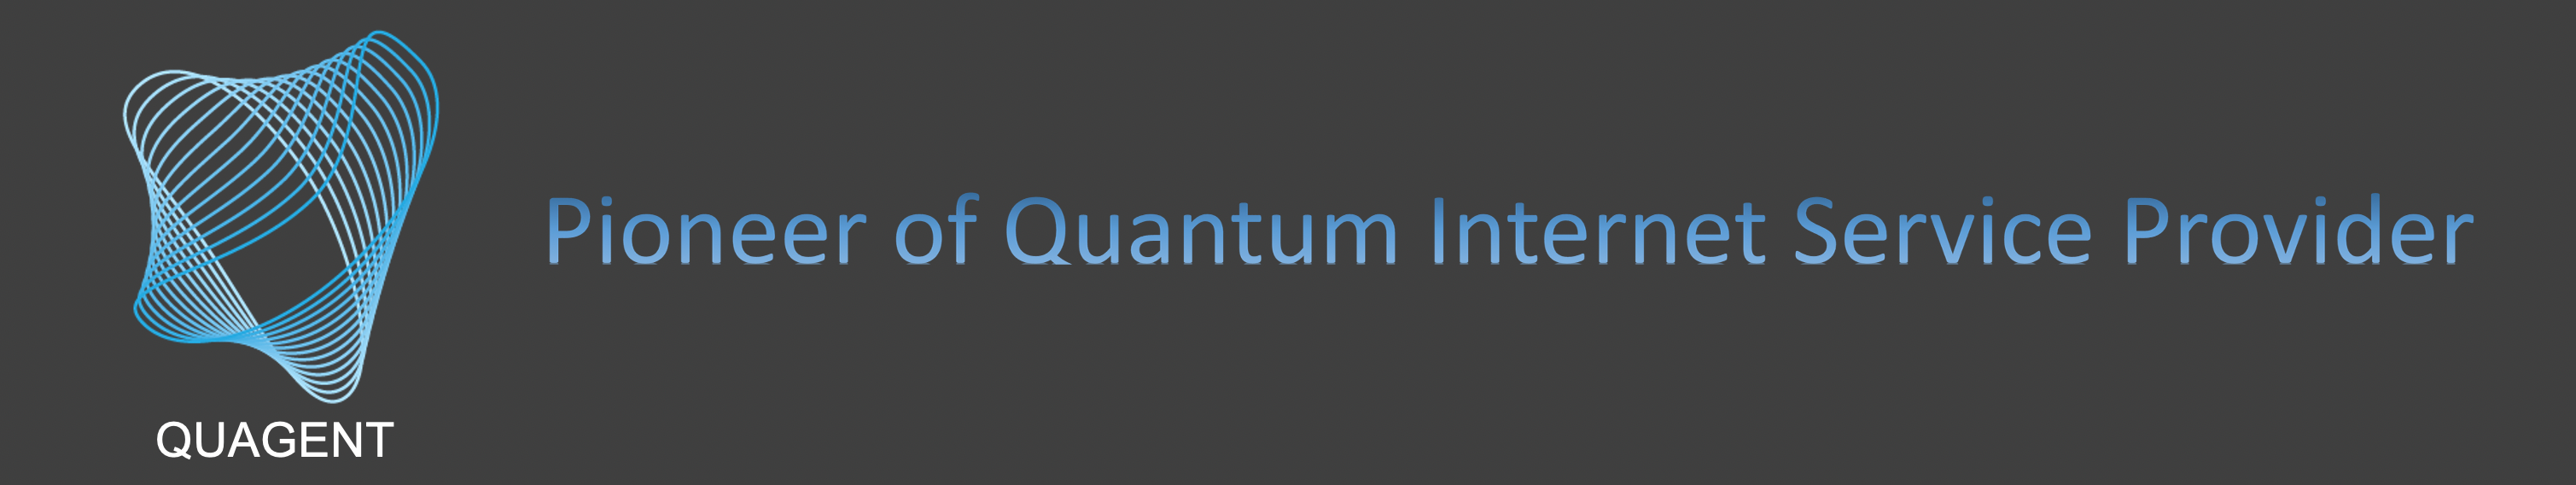 Pioneer of Quantum Internet Service Provider
QUAGENT